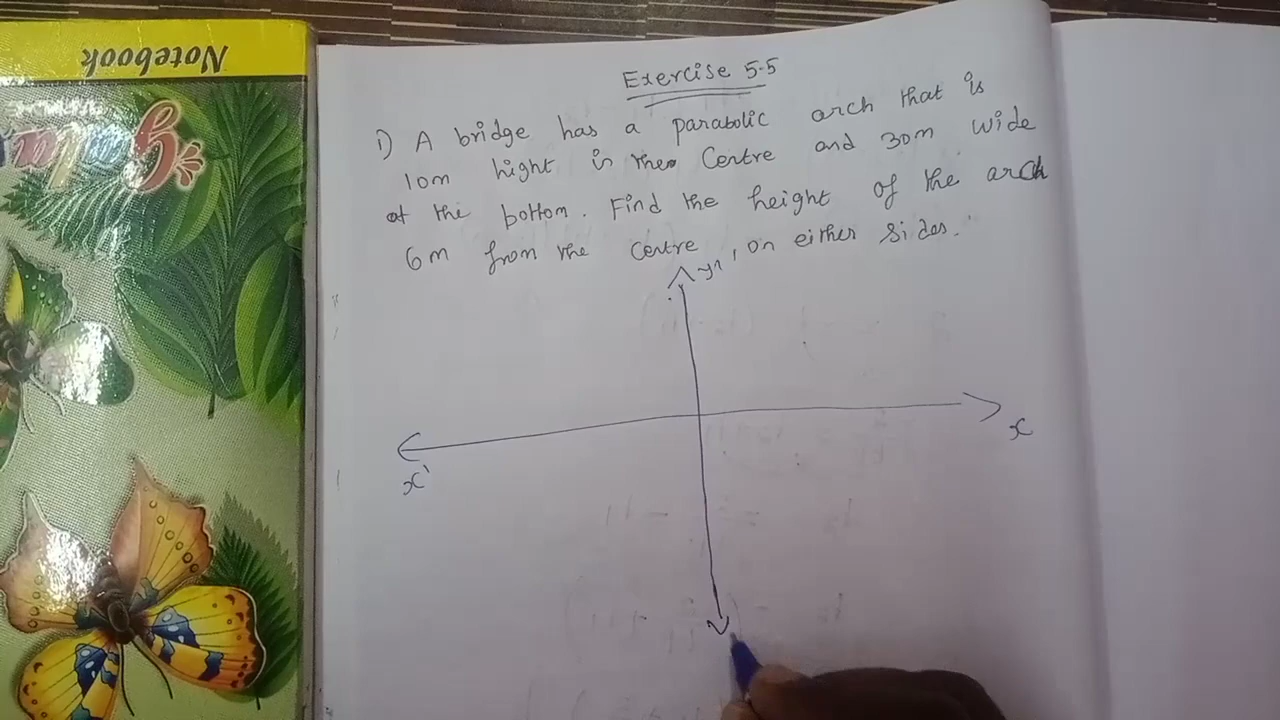 Notebook
Exercise 5.5
1) A bridge has a parabolic arch that is
10m hight in the Centre and 30m wide
at the bottom. Find the height of the arch
6m from the centre, on either sides.
y
x
x'